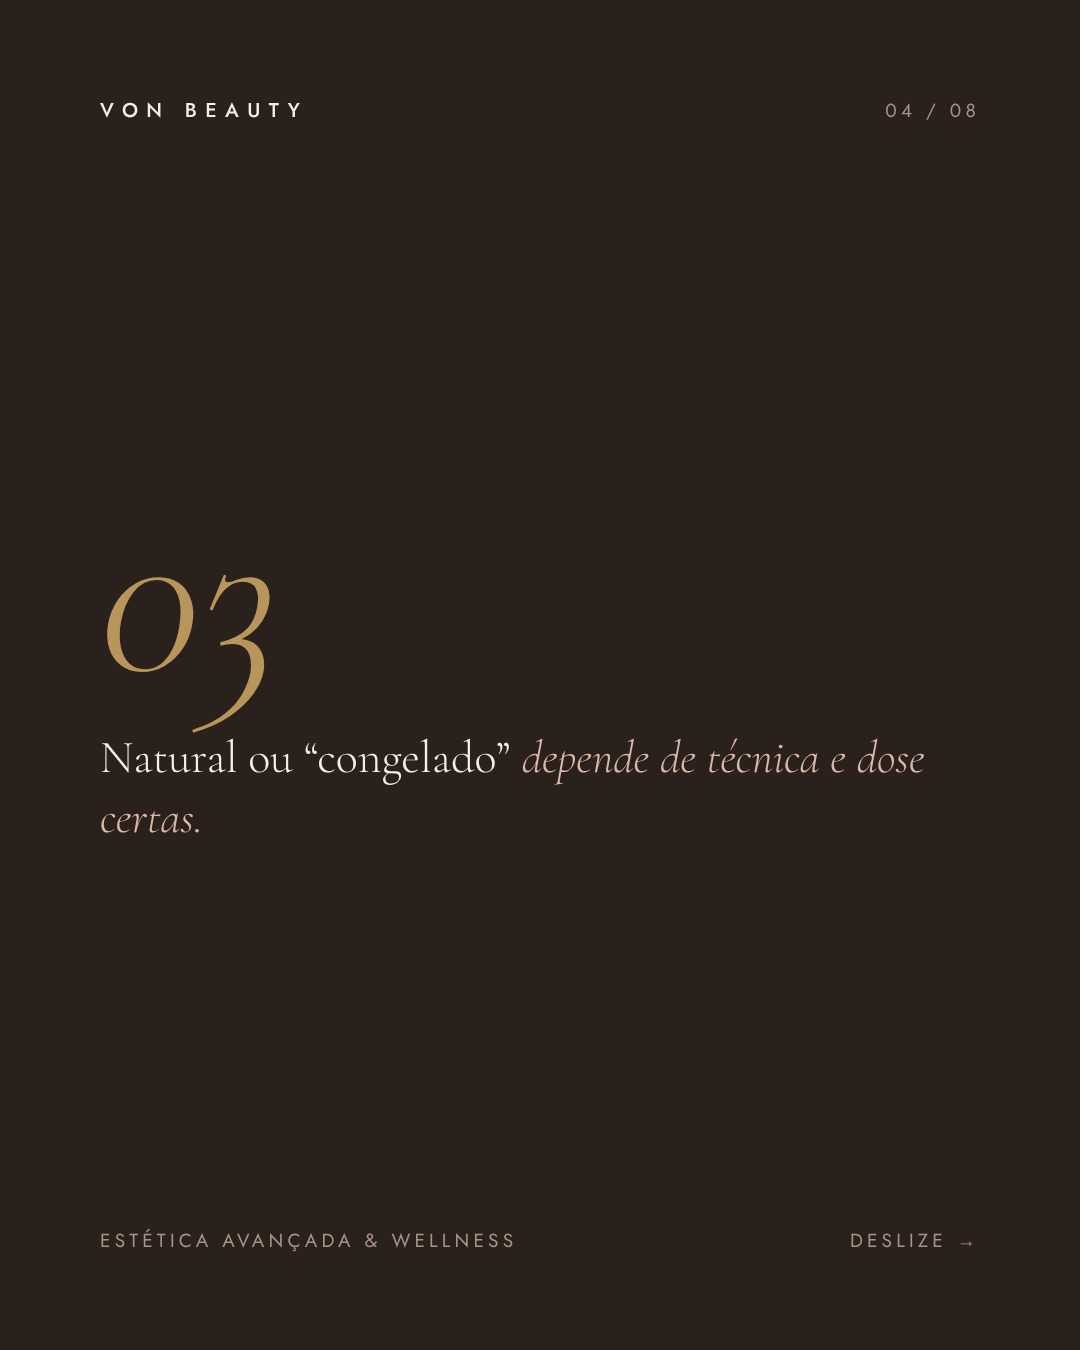 VON BEAUTY
04 / 08
03
Natural ou “congelado” depende de técnica e dose
certas.
ESTÉTICA AVANÇADA & WELLNESS
DESLIZE →